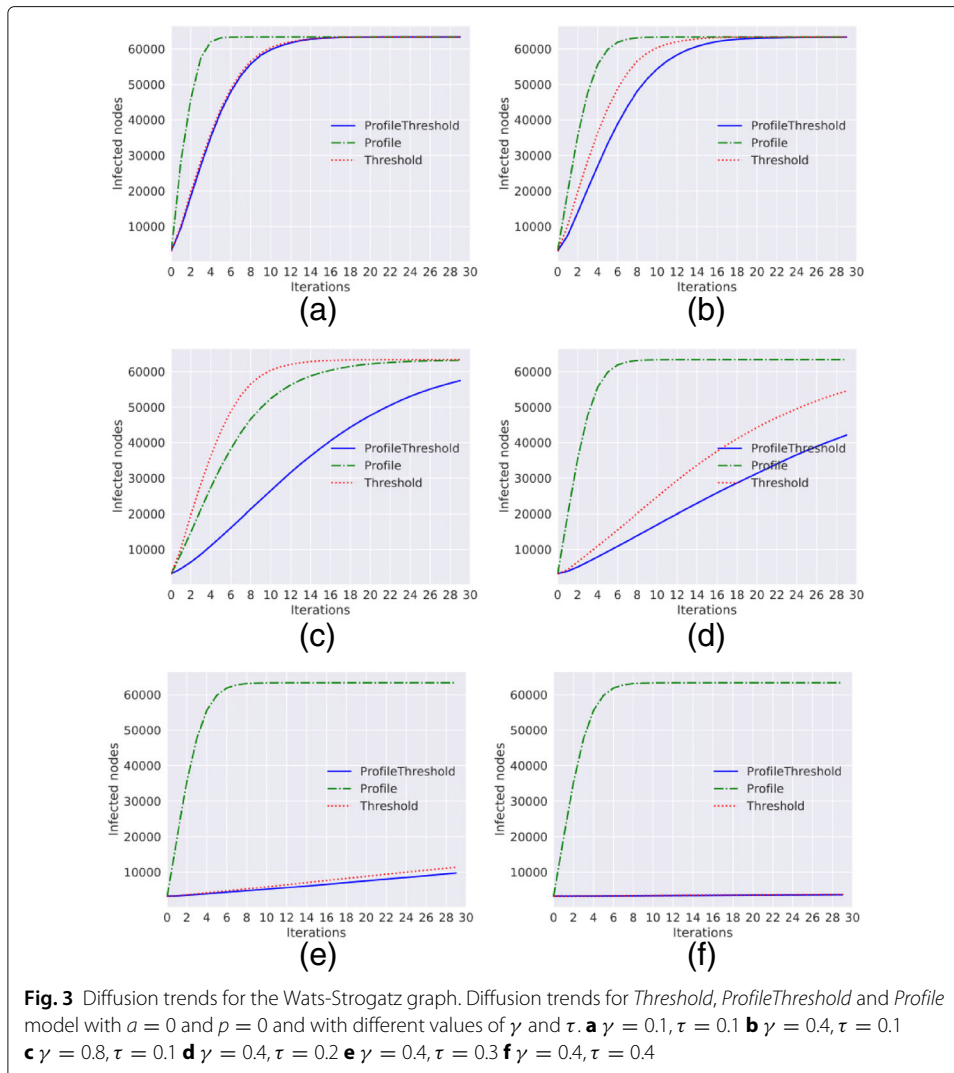 60000
50000
40000
30000
20000
10000
Infected nodes
ProfileThreshold
Profile
Threshold
0 2 4 6 8 10 12 14 16 18 20 22 24 26 28 30
Iterations
(a)
60000
50000
40000
30000
20000
10000
Infected nodes
ProfileThreshold
Profile
Threshold
0 2 4 6 8 10 12 14 16 18 20 22 24 26 28 30
Iterations
(b)
60000
50000
40000
30000
20000
10000
Infected nodes
ProfileThreshold
Profile
Threshold
0 2 4 6 8 10 12 14 16 18 20 22 24 26 28 30
Iterations
(c)
60000
50000
40000
30000
20000
10000
Infected nodes
ProfileThreshold
Profile
Threshold
0 2 4 6 8 10 12 14 16 18 20 22 24 26 28 30
Iterations
(d)
60000
50000
40000
30000
20000
10000
Infected nodes
ProfileThreshold
Profile
Threshold
0 2 4 6 8 10 12 14 16 18 20 22 24 26 28 30
Iterations
(e)
60000
50000
40000
30000
20000
10000
Infected nodes
ProfileThreshold
Profile
Threshold
0 2 4 6 8 10 12 14 16 18 20 22 24 26 28 30
Iterations
(f)
Fig. 3 Diffusion trends for the Wats-Strogatz graph. Diffusion trends for Threshold, ProfileThreshold and Profile
model with a = 0 and p = 0 and with different values of γ and τ. a γ = 0.1, τ = 0.1 b γ = 0.4, τ = 0.1
c γ = 0.8, τ = 0.1 d γ = 0.4, τ = 0.2 e γ = 0.4, τ = 0.3 f γ = 0.4, τ = 0.4